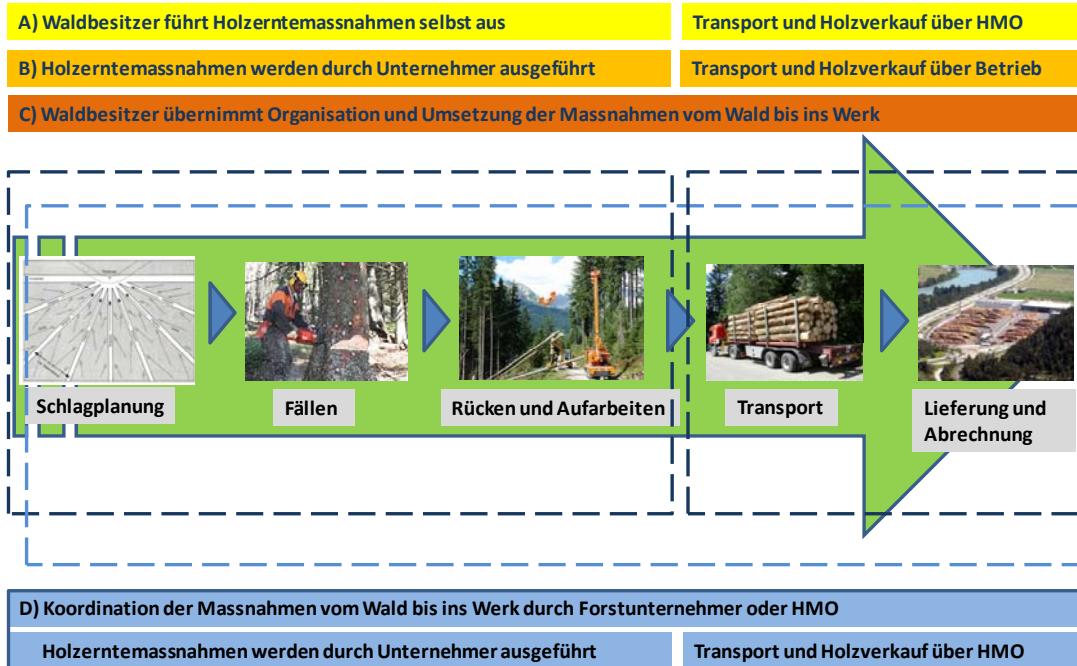 A) Waldbesitzer führt Holzerntemassnahmen selbst aus
Transport und Holzverkauf über HMO
B) Holzerntemassnahmen werden durch Unternehmer ausgeführt
Transport und Holzverkauf über Betrieb
C) Waldbesitzer übernimmt Organisation und Umsetzung der Massnahmen vom Wald bis ins Werk
Schlagplanung
Fällen
Rücken und Aufarbeiten
Transport
Lieferung und
Abrechnung
D) Koordination der Massnahmen vom Wald bis ins Werk durch Forstunternehmer oder HMO
Holzerntemassnahmen werden durch Unternehmer ausgeführt
Transport und Holzverkauf über HMO